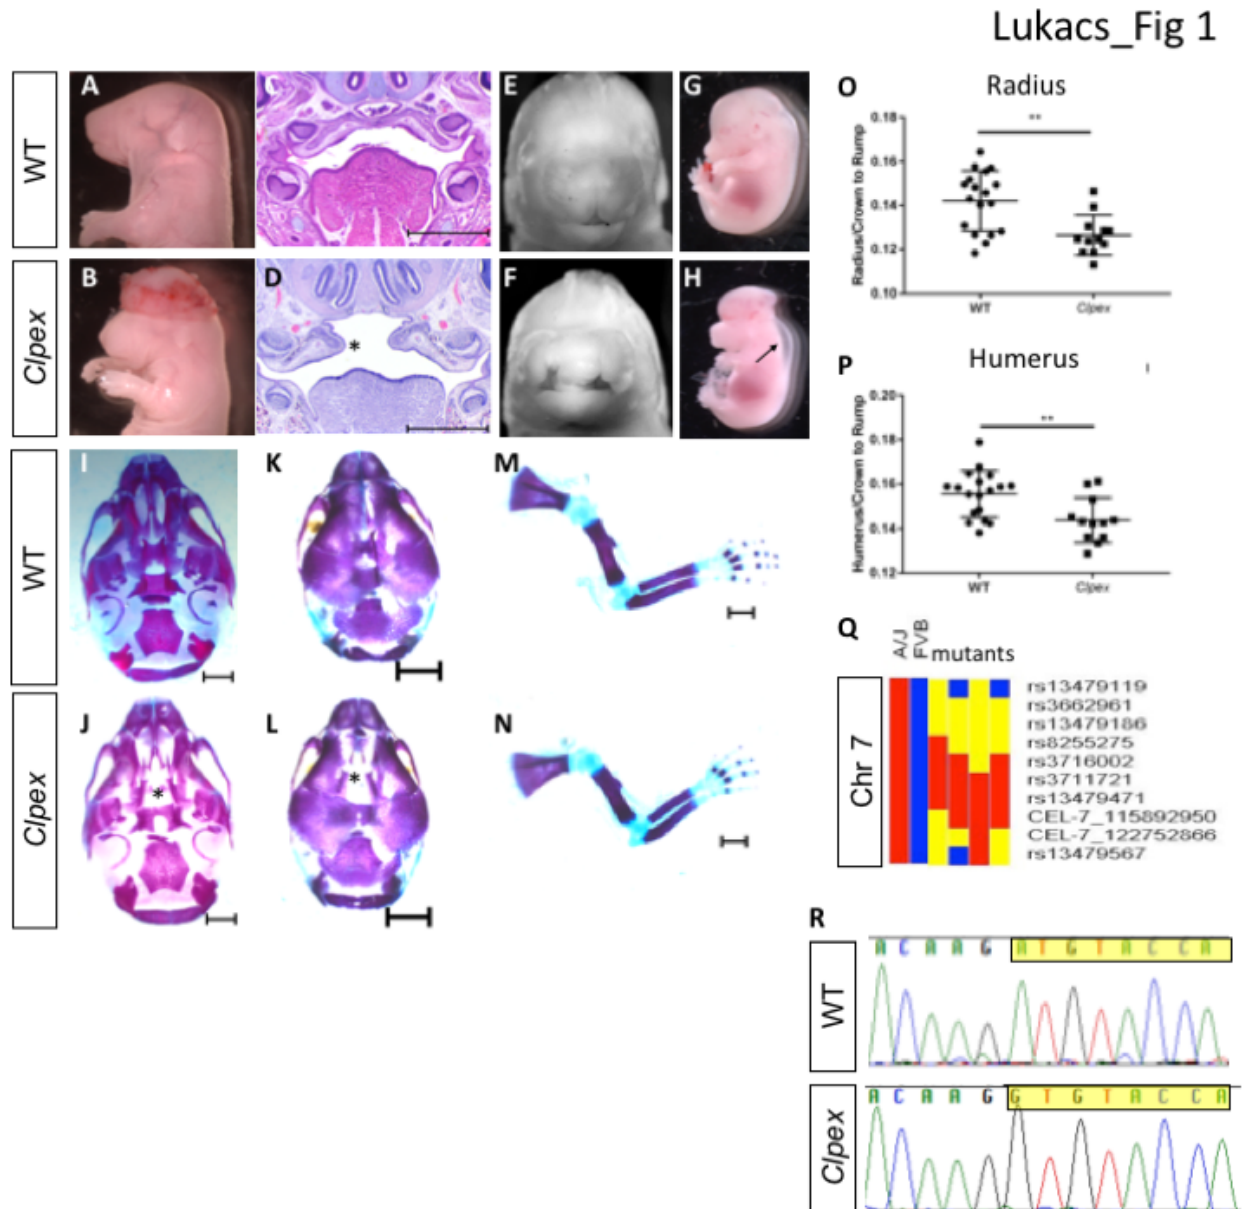 Lukacs_Fig 1
WT
A
C
E
G
Clpex
B
D
*
F
H
WT
I
K
M
Clpex
J
*
L
*
N
O
Radius
**
Radius/Crown to Rump
0.18
0.16
0.14
0.12
0.10
WT
Clpex
P
Humerus
**
Humerus/Crown to Rump
0.20
0.18
0.16
0.14
0.12
WT
Clpex
Q
A/J
FVB
mutants
Chr 7
rs13479119
rs3662961
rs13479186
rs8255275
rs3716002
rs3711721
rs13479471
CEL-7_115892950
CEL-7_122752866
rs13479567
R
WT
A C A A G A T G T A C C A
Clpex
A C A A G G T G T A C C A